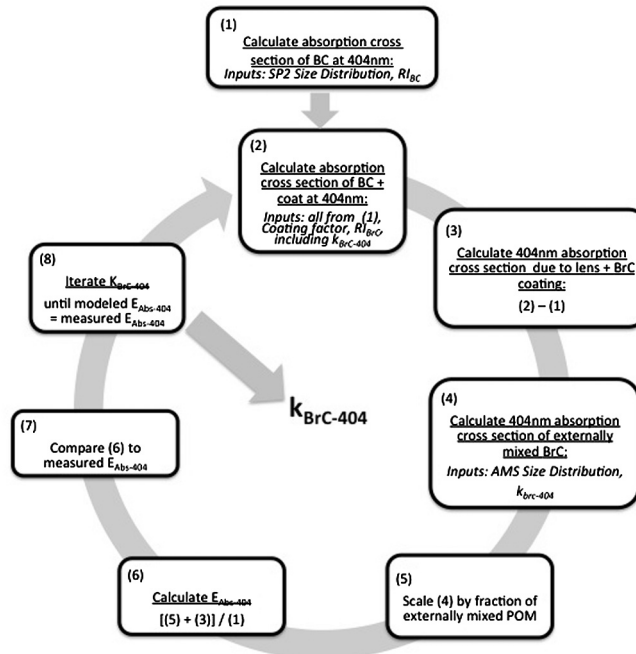 (1)
Calculate absorption cross
section of BC at 404nm:
Inputs: SP2 Size Distribution, RI_BC
(2)
Calculate absorption
cross section of BC +
coat at 404nm:
Inputs: all from (1),
Coating factor, RI_BrC,
including k_BrC-404
(3)
Calculate 404nm absorption
cross section due to lens + BrC
coating:
(2) – (1)
(4)
Calculate 404nm absorption
cross section of externally
mixed BrC:
Inputs: AMS Size Distribution,
k_brc-404
(5)
Scale (4) by fraction of
externally mixed POM
(6)
Calculate E_Abs-404
[(5) + (3)] / (1)
(7)
Compare (6) to
measured E_Abs-404
(8)
Iterate K_BrC-404
until modeled E_Abs-404
= measured E_Abs-404
k_BrC-404